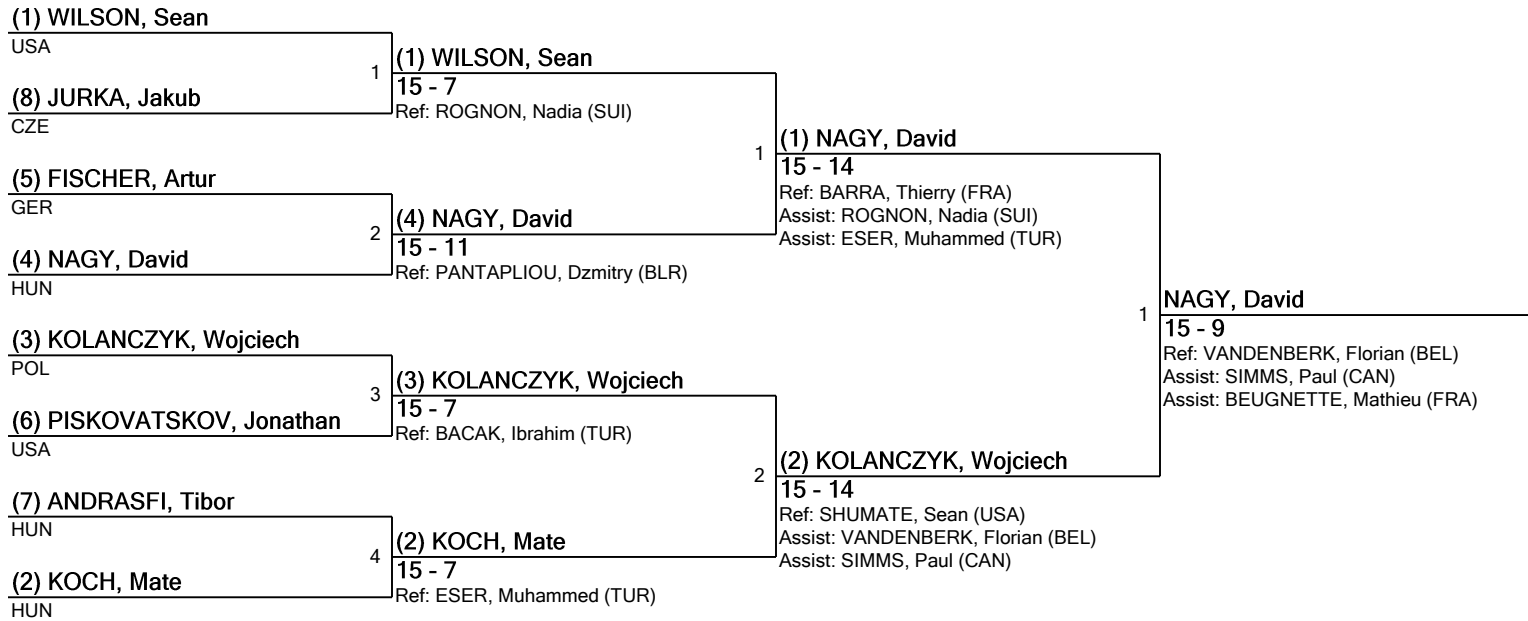 (1) WILSON, Sean
USA
(8) JURKA, Jakub
CZE
(5) FISCHER, Artur
GER
(4) NAGY, David
HUN
(3) KOLANCZYK, Wojciech
POL
(6) PISKOVATSKOV, Jonathan
USA
(7) ANDRASFI, Tibor
HUN
(2) KOCH, Mate
HUN
1
(1) WILSON, Sean
15 - 7
Ref: ROGNON, Nadia (SUI)
2
(4) NAGY, David
15 - 11
Ref: PANTAPLIOU, Dzmitry (BLR)
3
(3) KOLANCZYK, Wojciech
15 - 7
Ref: BACAK, Ibrahim (TUR)
4
(2) KOCH, Mate
15 - 7
Ref: ESER, Muhammed (TUR)
1
(1) NAGY, David
15 - 14
Ref: BARRA, Thierry (FRA)
Assist: ROGNON, Nadia (SUI)
Assist: ESER, Muhammed (TUR)
2
(2) KOLANCZYK, Wojciech
15 - 14
Ref: SHUMATE, Sean (USA)
Assist: VANDENBERK, Florian (BEL)
Assist: SIMMS, Paul (CAN)
1
NAGY, David
15 - 9
Ref: VANDENBERK, Florian (BEL)
Assist: SIMMS, Paul (CAN)
Assist: BEUGNETTE, Mathieu (FRA)